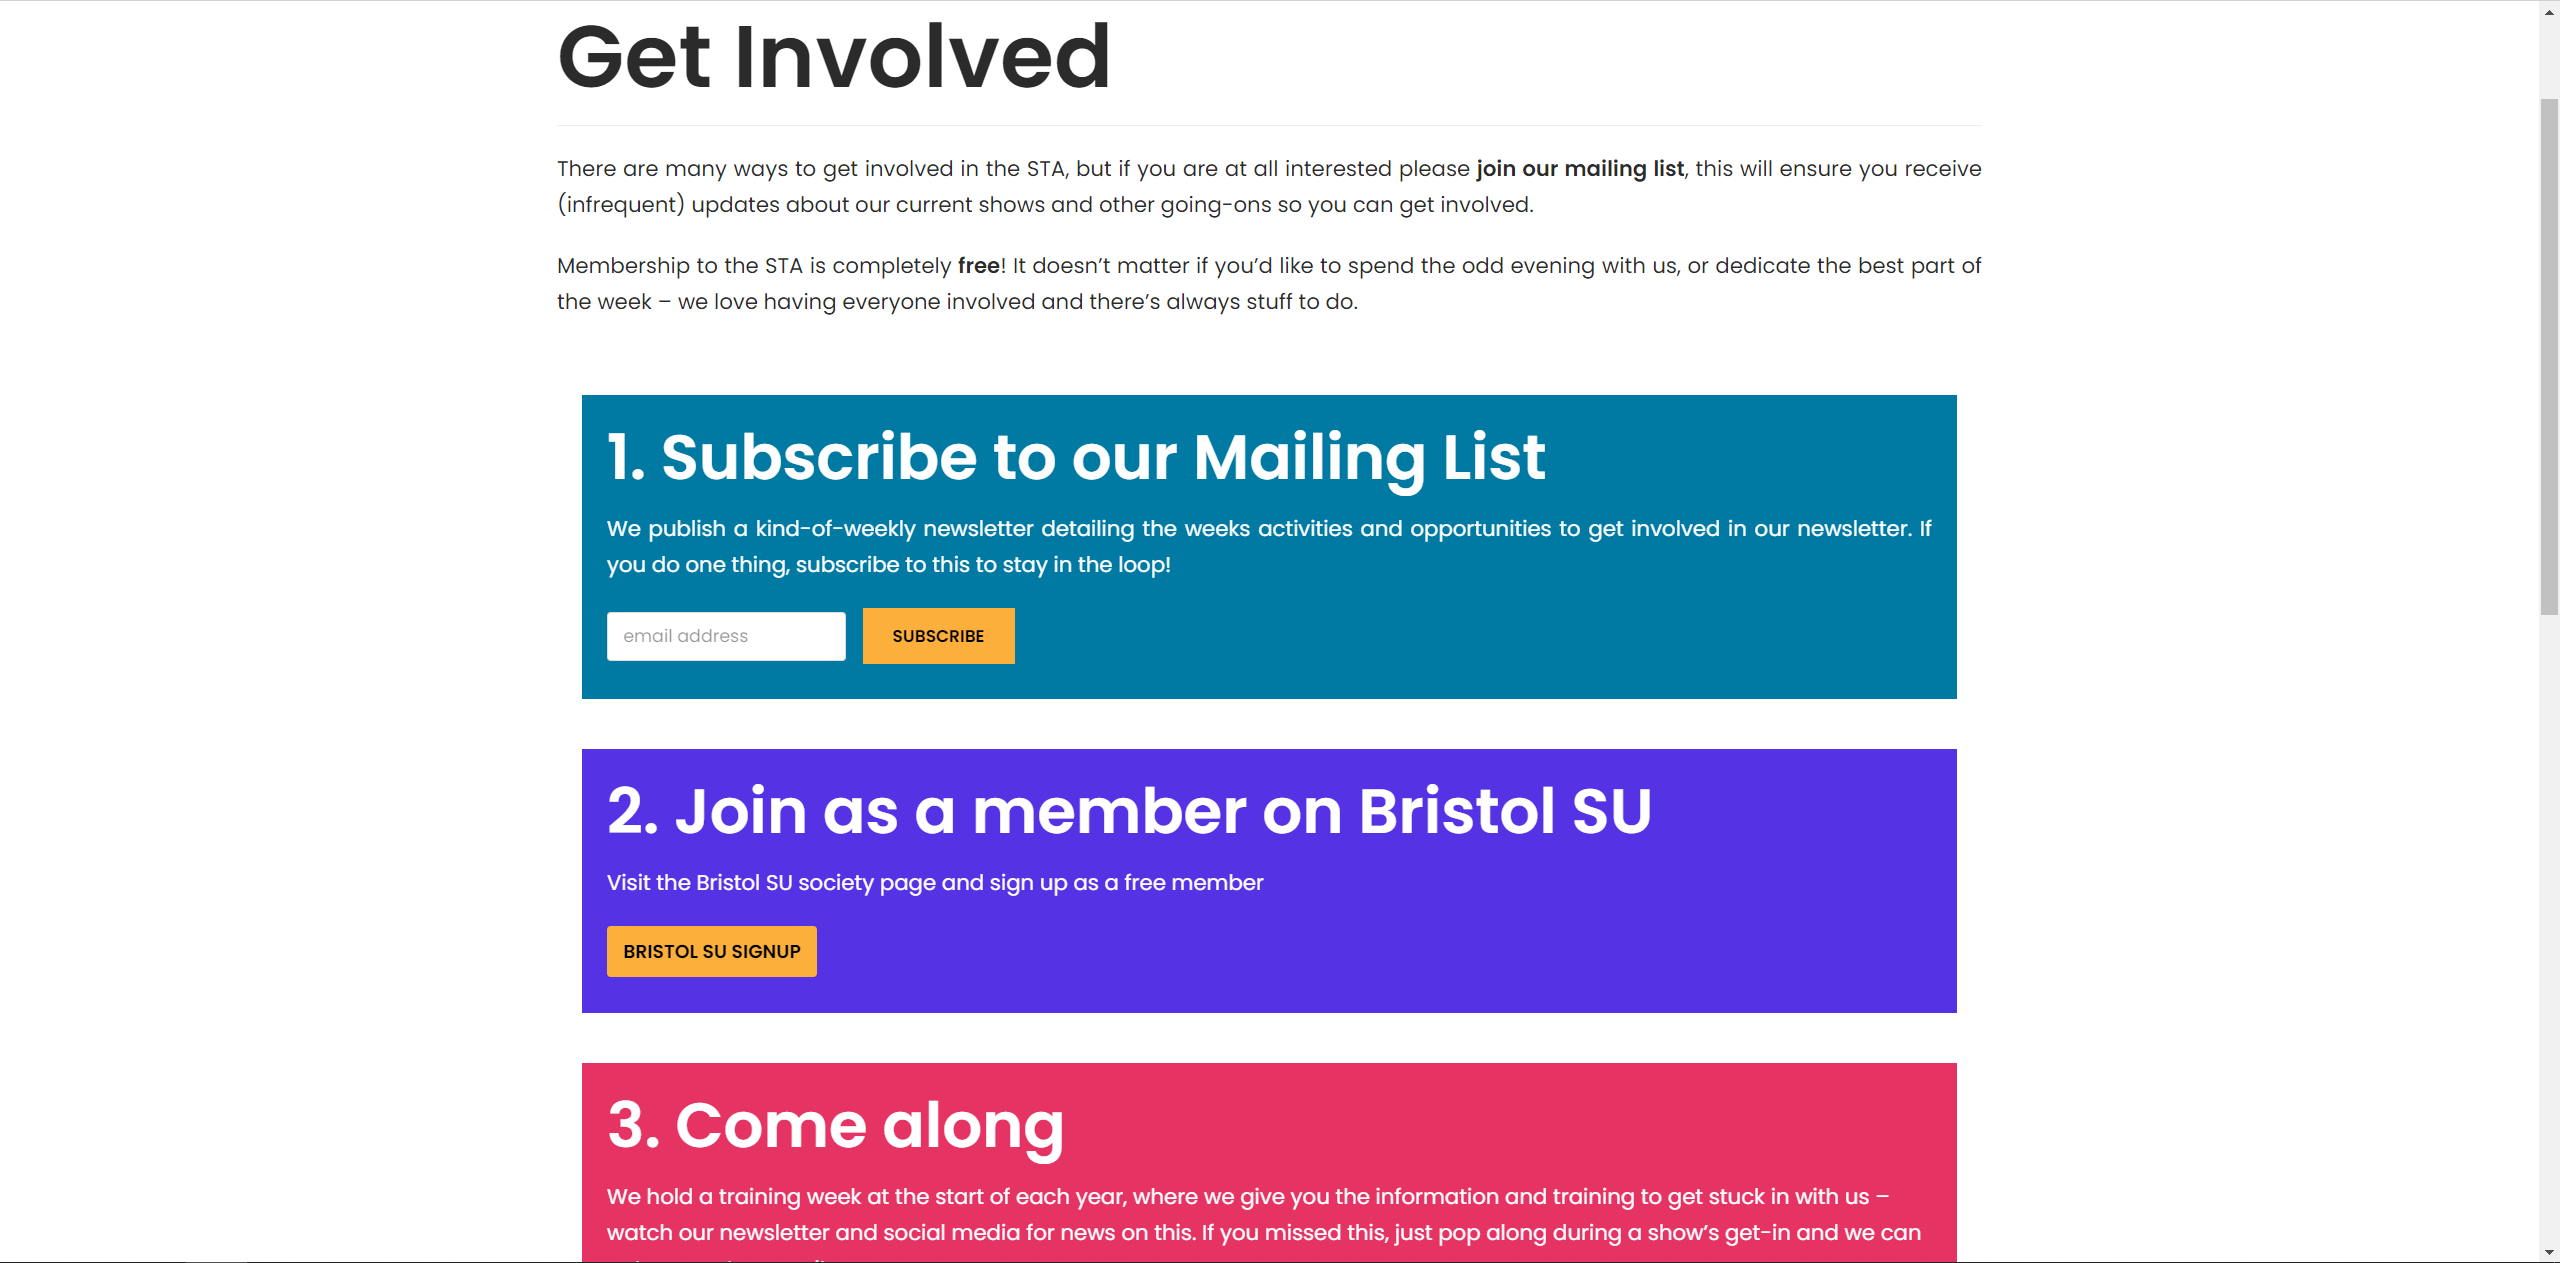 Get Involved
There are many ways to get involved in the STA, but if you are at all interested please join our mailing list, this will ensure you receive
(infrequent) updates about our current shows and other going-ons so you can get involved.
Membership to the STA is completely free! It doesn't matter if you'd like to spend the odd evening with us, or dedicate the best part of
the week – we love having everyone involved and there's always stuff to do.
1. Subscribe to our Mailing List
We publish a kind-of-weekly newsletter detailing the weeks activities and opportunities to get involved in our newsletter. If
you do one thing, subscribe to this to stay in the loop!
email address SUBSCRIBE
2. Join as a member on Bristol SU
Visit the Bristol SU society page and sign up as a free member
BRISTOL SU SIGNUP
3. Come along
We hold a training week at the start of each year, where we give you the information and training to get stuck in with us –
watch our newsletter and social media for news on this. If you missed this, just pop along during a show's get-in and we can